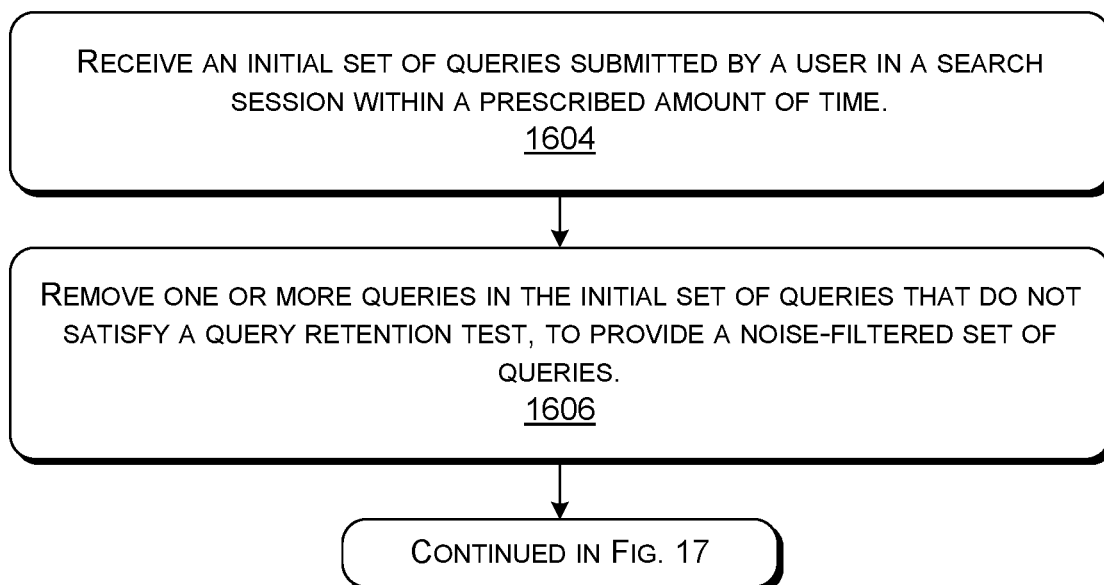 RECEIVE AN INITIAL SET OF QUERIES SUBMITTED BY A USER IN A SEARCH
SESSION WITHIN A PRESCRIBED AMOUNT OF TIME.
1604
REMOVE ONE OR MORE QUERIES IN THE INITIAL SET OF QUERIES THAT DO NOT
SATISFY A QUERY RETENTION TEST, TO PROVIDE A NOISE-FILTERED SET OF
QUERIES.
1606
CONTINUED IN FIG. 17